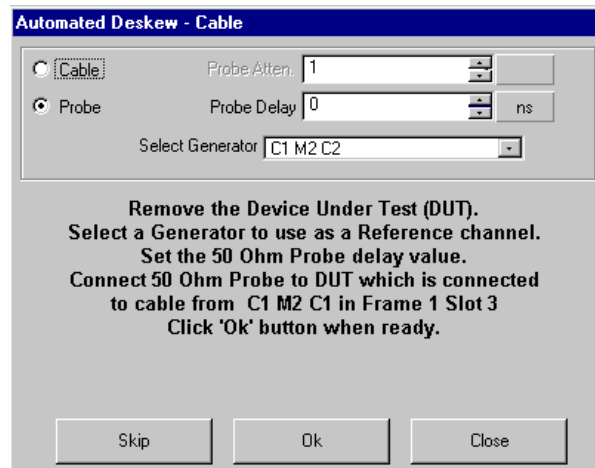 Automated Deskew - Cable
Cable Probe Atten. 1
Probe Probe Delay 0 ns
Select Generator C1 M2 C2
Remove the Device Under Test (DUT).
Select a Generator to use as a Reference channel.
Set the 50 Ohm Probe delay value.
Connect 50 Ohm Probe to DUT which is connected
to cable from C1 M2 C1 in Frame 1 Slot 3
Click 'Ok' button when ready.
Skip Ok Close